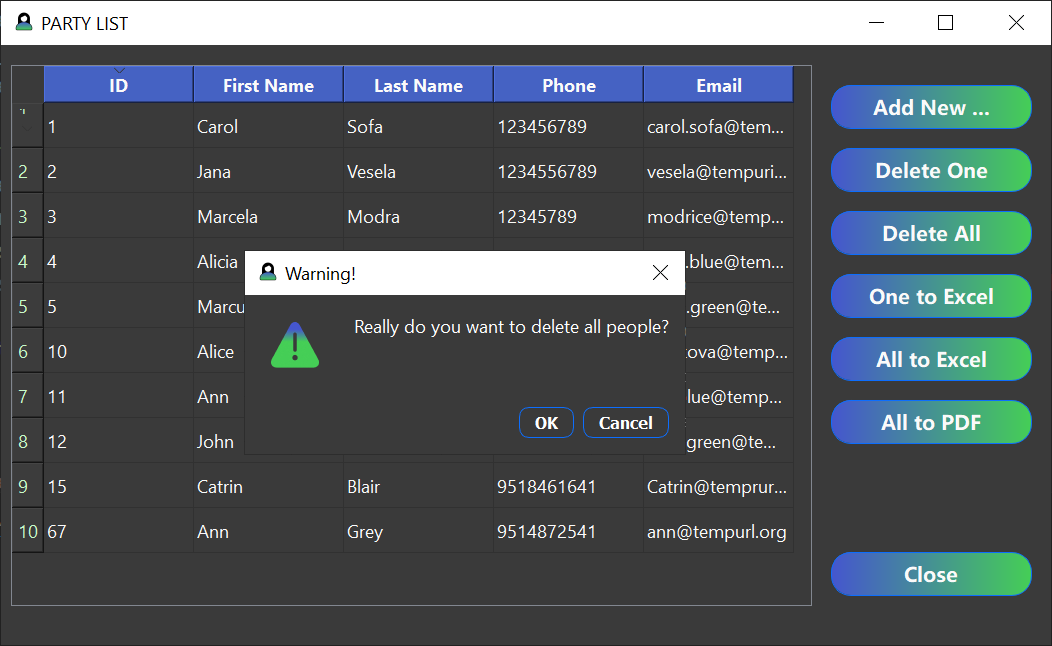 PARTY LIST
ID First Name Last Name Phone Email
1 Carol Sofa 123456789 carol.sofa@tem...
2 2 Jana Vesela 1234556789 vesela@tempuri...
3 3 Marcela Modra 12345789 modrice@temp...
4 4 Alicia .blue@tem...
5 5 Marcu .green@te...
6 10 Alice tova@temp...
7 11 Ann lue@temp...
8 12 John green@te...
9 15 Catrin Blair 9518461641 Catrin@temprur...
10 67 Ann Grey 9514872541 ann@tempurl.org
Warning!
Really do you want to delete all people?
OK Cancel
Add New ...
Delete One
Delete All
One to Excel
All to Excel
All to PDF
Close